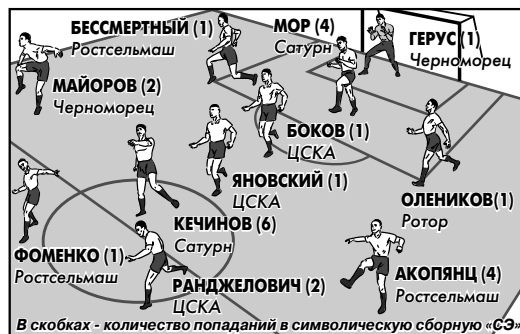 БЕССМЕРТНЫЙ (1)
Ростсельмаш
МОР (4)
Сатурн
ГЕРУС (1)
Черноморец
МАЙОРОВ (2)
Черноморец
БОКОВ (1)
ЦСКА
ЯНОВСКИЙ (1)
ЦСКА
ОЛЕНИКОВ(1)
Ротор
КЕЧИНОВ (6)
Сатурн
ФОМЕНКО (1)
Ростсельмаш
РАНДЖЕЛОВИЧ (2)
ЦСКА
АКОПЯНЦ (4)
Ростсельмаш
В скобках - количество попаданий в символическую сборную «СЭ»